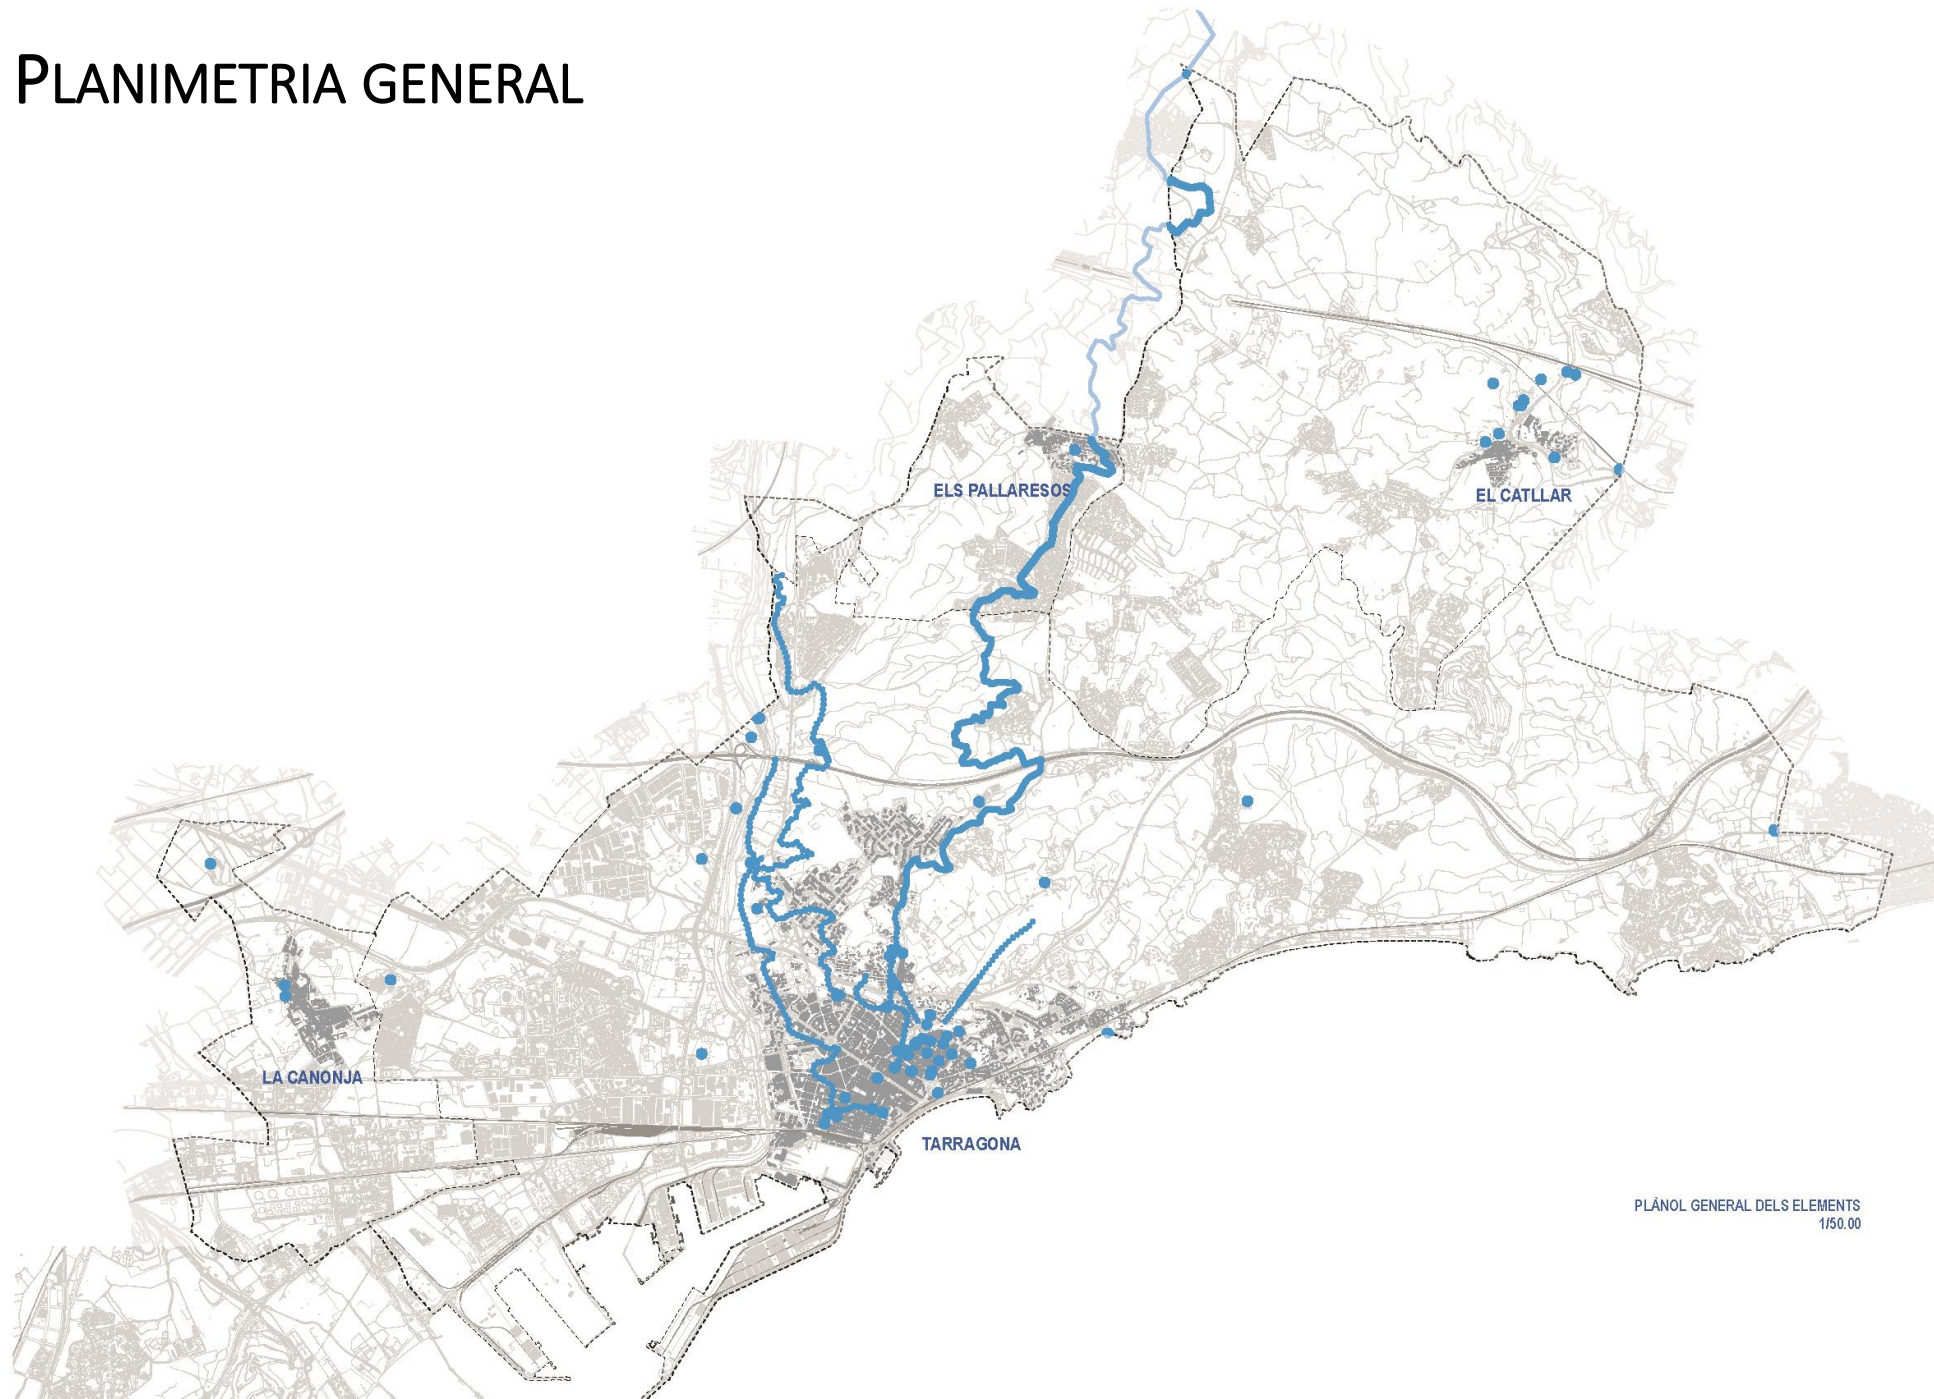 PLANIMETRIA GENERAL
ELS PALLARESOS
EL CATLLAR
LA CANONJA
TARRAGONA
PLÀNOL GENERAL DELS ELEMENTS
1/50.00